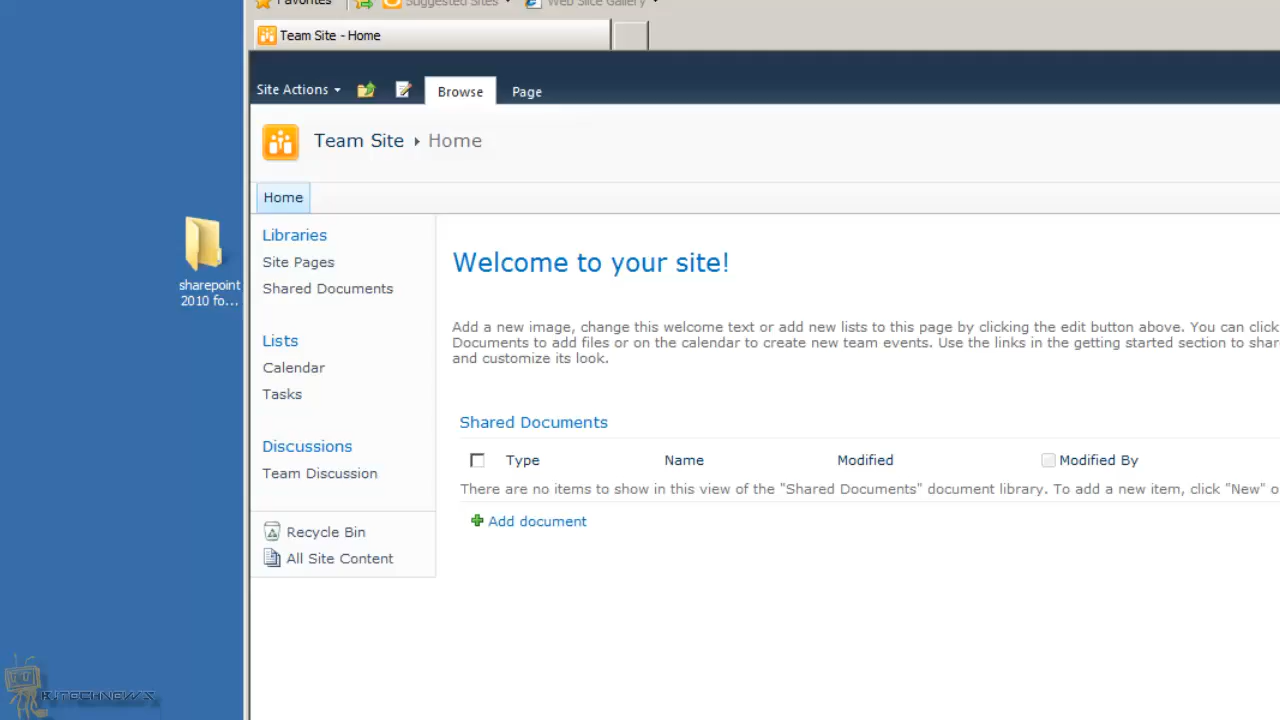 Favorites
Suggested Sites
Web Slice Gallery
Team Site - Home
Site Actions
Browse
Page
Team Site
Home
Home
Libraries
Site Pages
Shared Documents
Lists
Calendar
Tasks
Discussions
Team Discussion
Recycle Bin
All Site Content
sharepoint
2010 fo...
Welcome to your site!
Add a new image, change this welcome text or add new lists to this page by clicking the edit button above. You can click
Documents to add files or on the calendar to create new team events. Use the links in the getting started section to shar
and customize its look.
Shared Documents
Type Name Modified Modified By
There are no items to show in this view of the "Shared Documents" document library. To add a new item, click "New" o
Add document